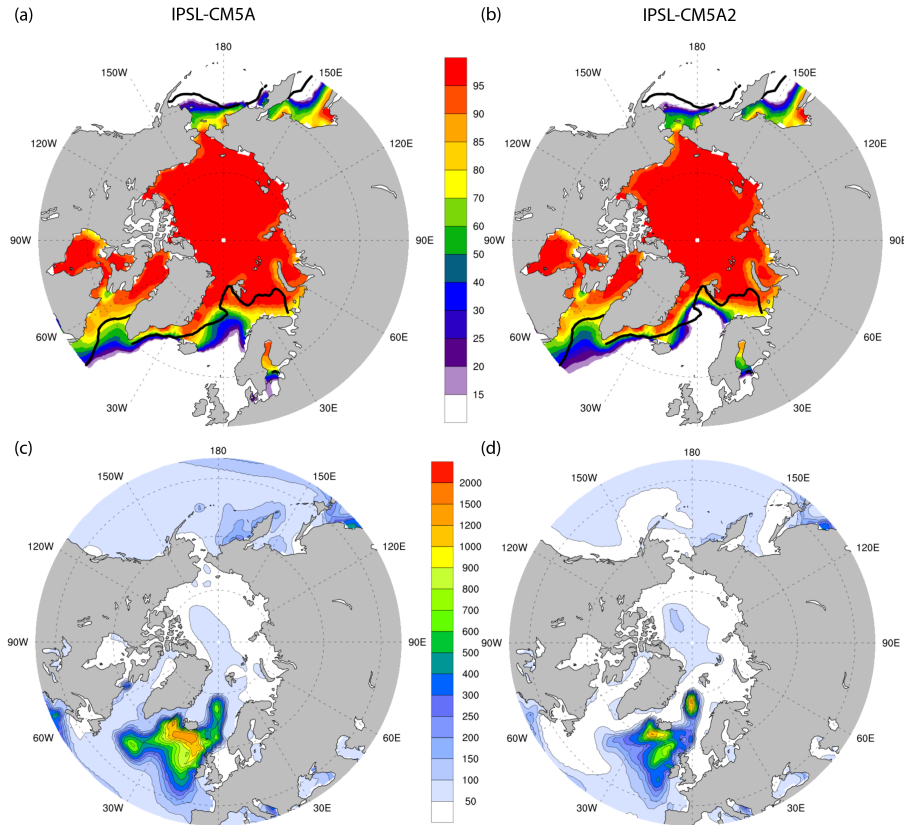 (a) IPSL-CM5A
(b) IPSL-CM5A2
180
150W
150E
120W
90W
60W
30W
30E
60E
90E
120E
95
90
85
80
70
60
50
40
30
25
20
15
180
150W
150E
120W
90W
60W
30W
30E
60E
90E
120E
(c)
(d)
180
150W
150E
120W
120E
90W
90E
60W
60E
30W
30E
2000
1500
1200
1000
900
800
700
600
500
400
300
250
200
150
100
50
180
150W
150E
120W
120E
90W
90E
60W
60E
30W
30E